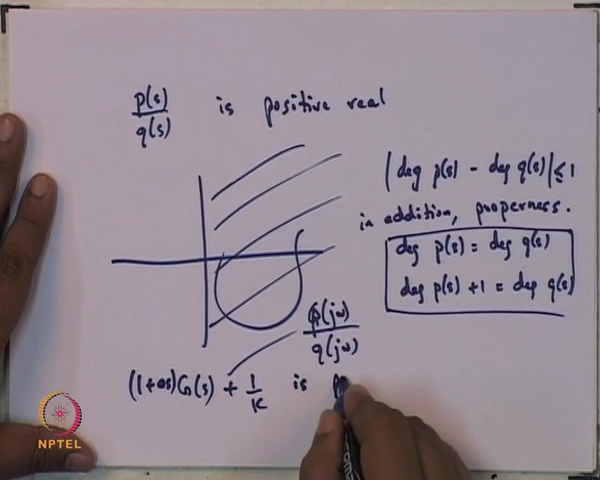 p(s)
q(s)
is positive real
|deg p(s) - deg q(s)| ≤ 1
in addition, properness.
deg p(s) = deg q(s)
deg p(s) + 1 = deg q(s)
p(jω)
q(jω)
(1+as)G(s) + 1/k is p
NPTEL